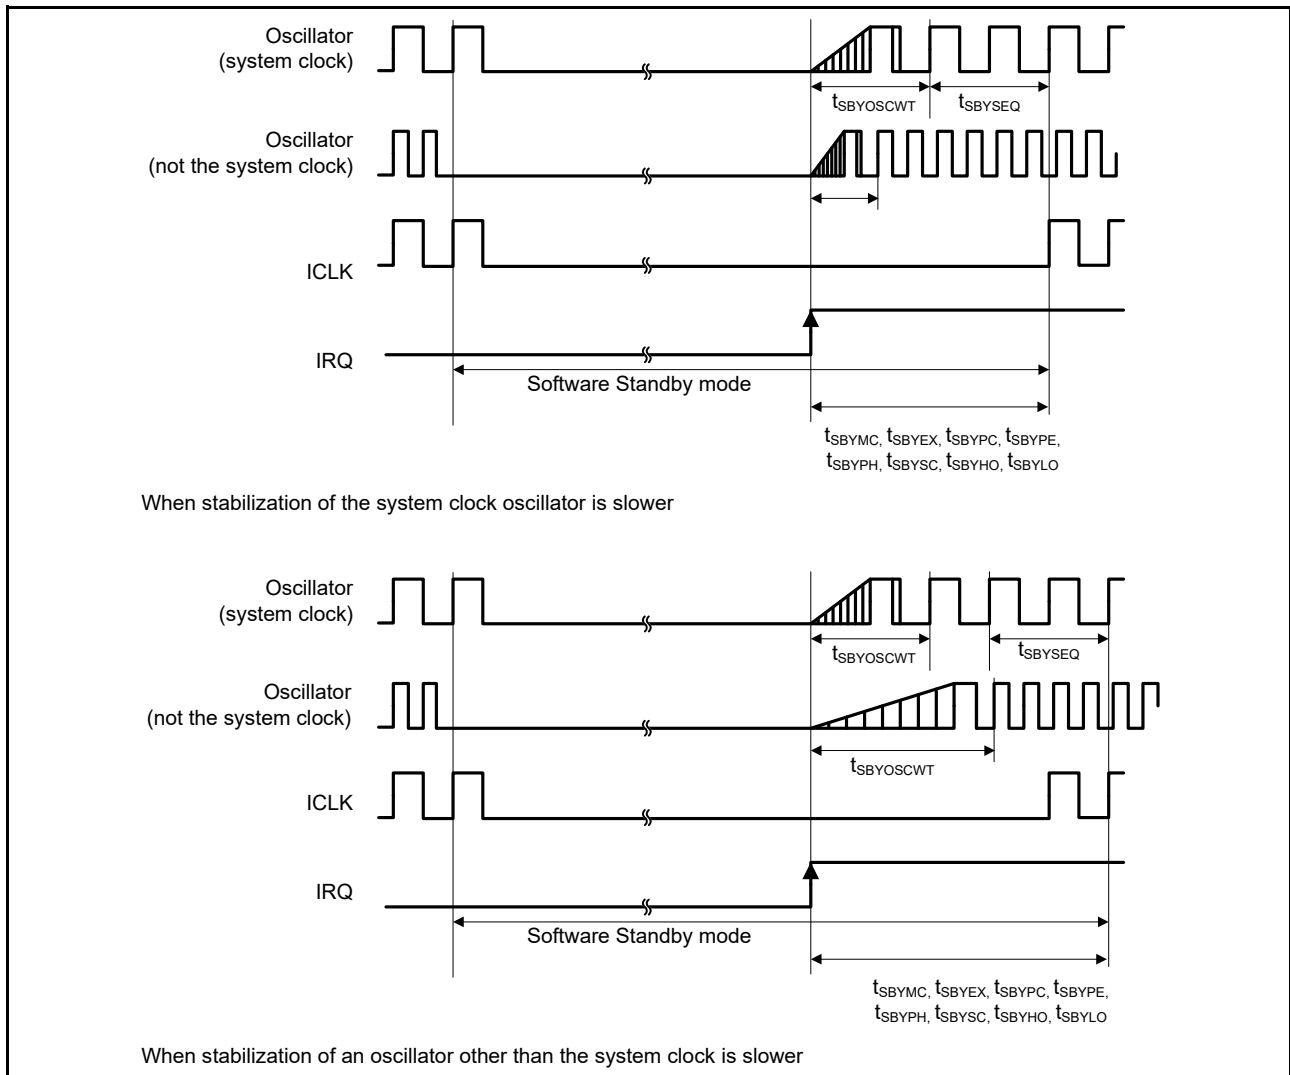 Oscillator
(system clock)
tSBYOSCWT
tSBYSEQ
Oscillator
(not the system clock)
ICLK
IRQ
Software Standby mode
tSBYMC, tSBYEX, tSBYPC, tSBYPE,
tSBYPH, tSBYSC, tSBYHO, tSBYLO
When stabilization of the system clock oscillator is slower
Oscillator
(system clock)
tSBYOSCWT
tSBYSEQ
Oscillator
(not the system clock)
tSBYOSCWT
ICLK
IRQ
Software Standby mode
tSBYMC, tSBYEX, tSBYPC, tSBYPE,
tSBYPH, tSBYSC, tSBYHO, tSBYLO
When stabilization of an oscillator other than the system clock is slower